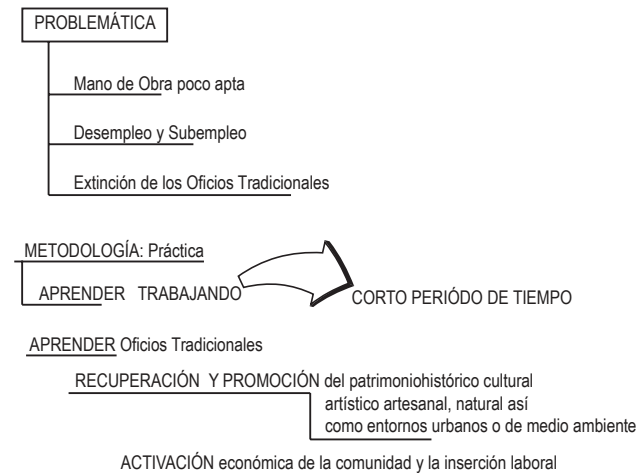 PROBLEMÁTICA
Mano de Obra poco apta
Desempleo y Subempleo
Extinción de los Oficios Tradicionales
METODOLOGÍA: Práctica
APRENDER TRABAJANDO
CORTO PERIÓDO DE TIEMPO
APRENDER Oficios Tradicionales
RECUPERACIÓN Y PROMOCIÓN del patrimoniohistórico cultural
artístico artesanal, natural así
como entornos urbanos o de medio ambiente
ACTIVACIÓN económica de la comunidad y la inserción laboral